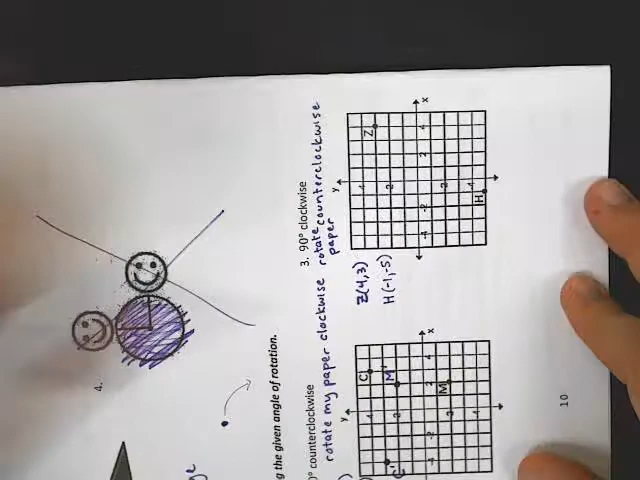 4.
g the given angle of rotation.
0° counterclockwise
rotate my paper clockwise
C
M'
M
C'
x
y
3. 90° clockwise
rotate counterclockwise
paper
Z(4,3)
H(-1,-5)
Z
H
x
y
10